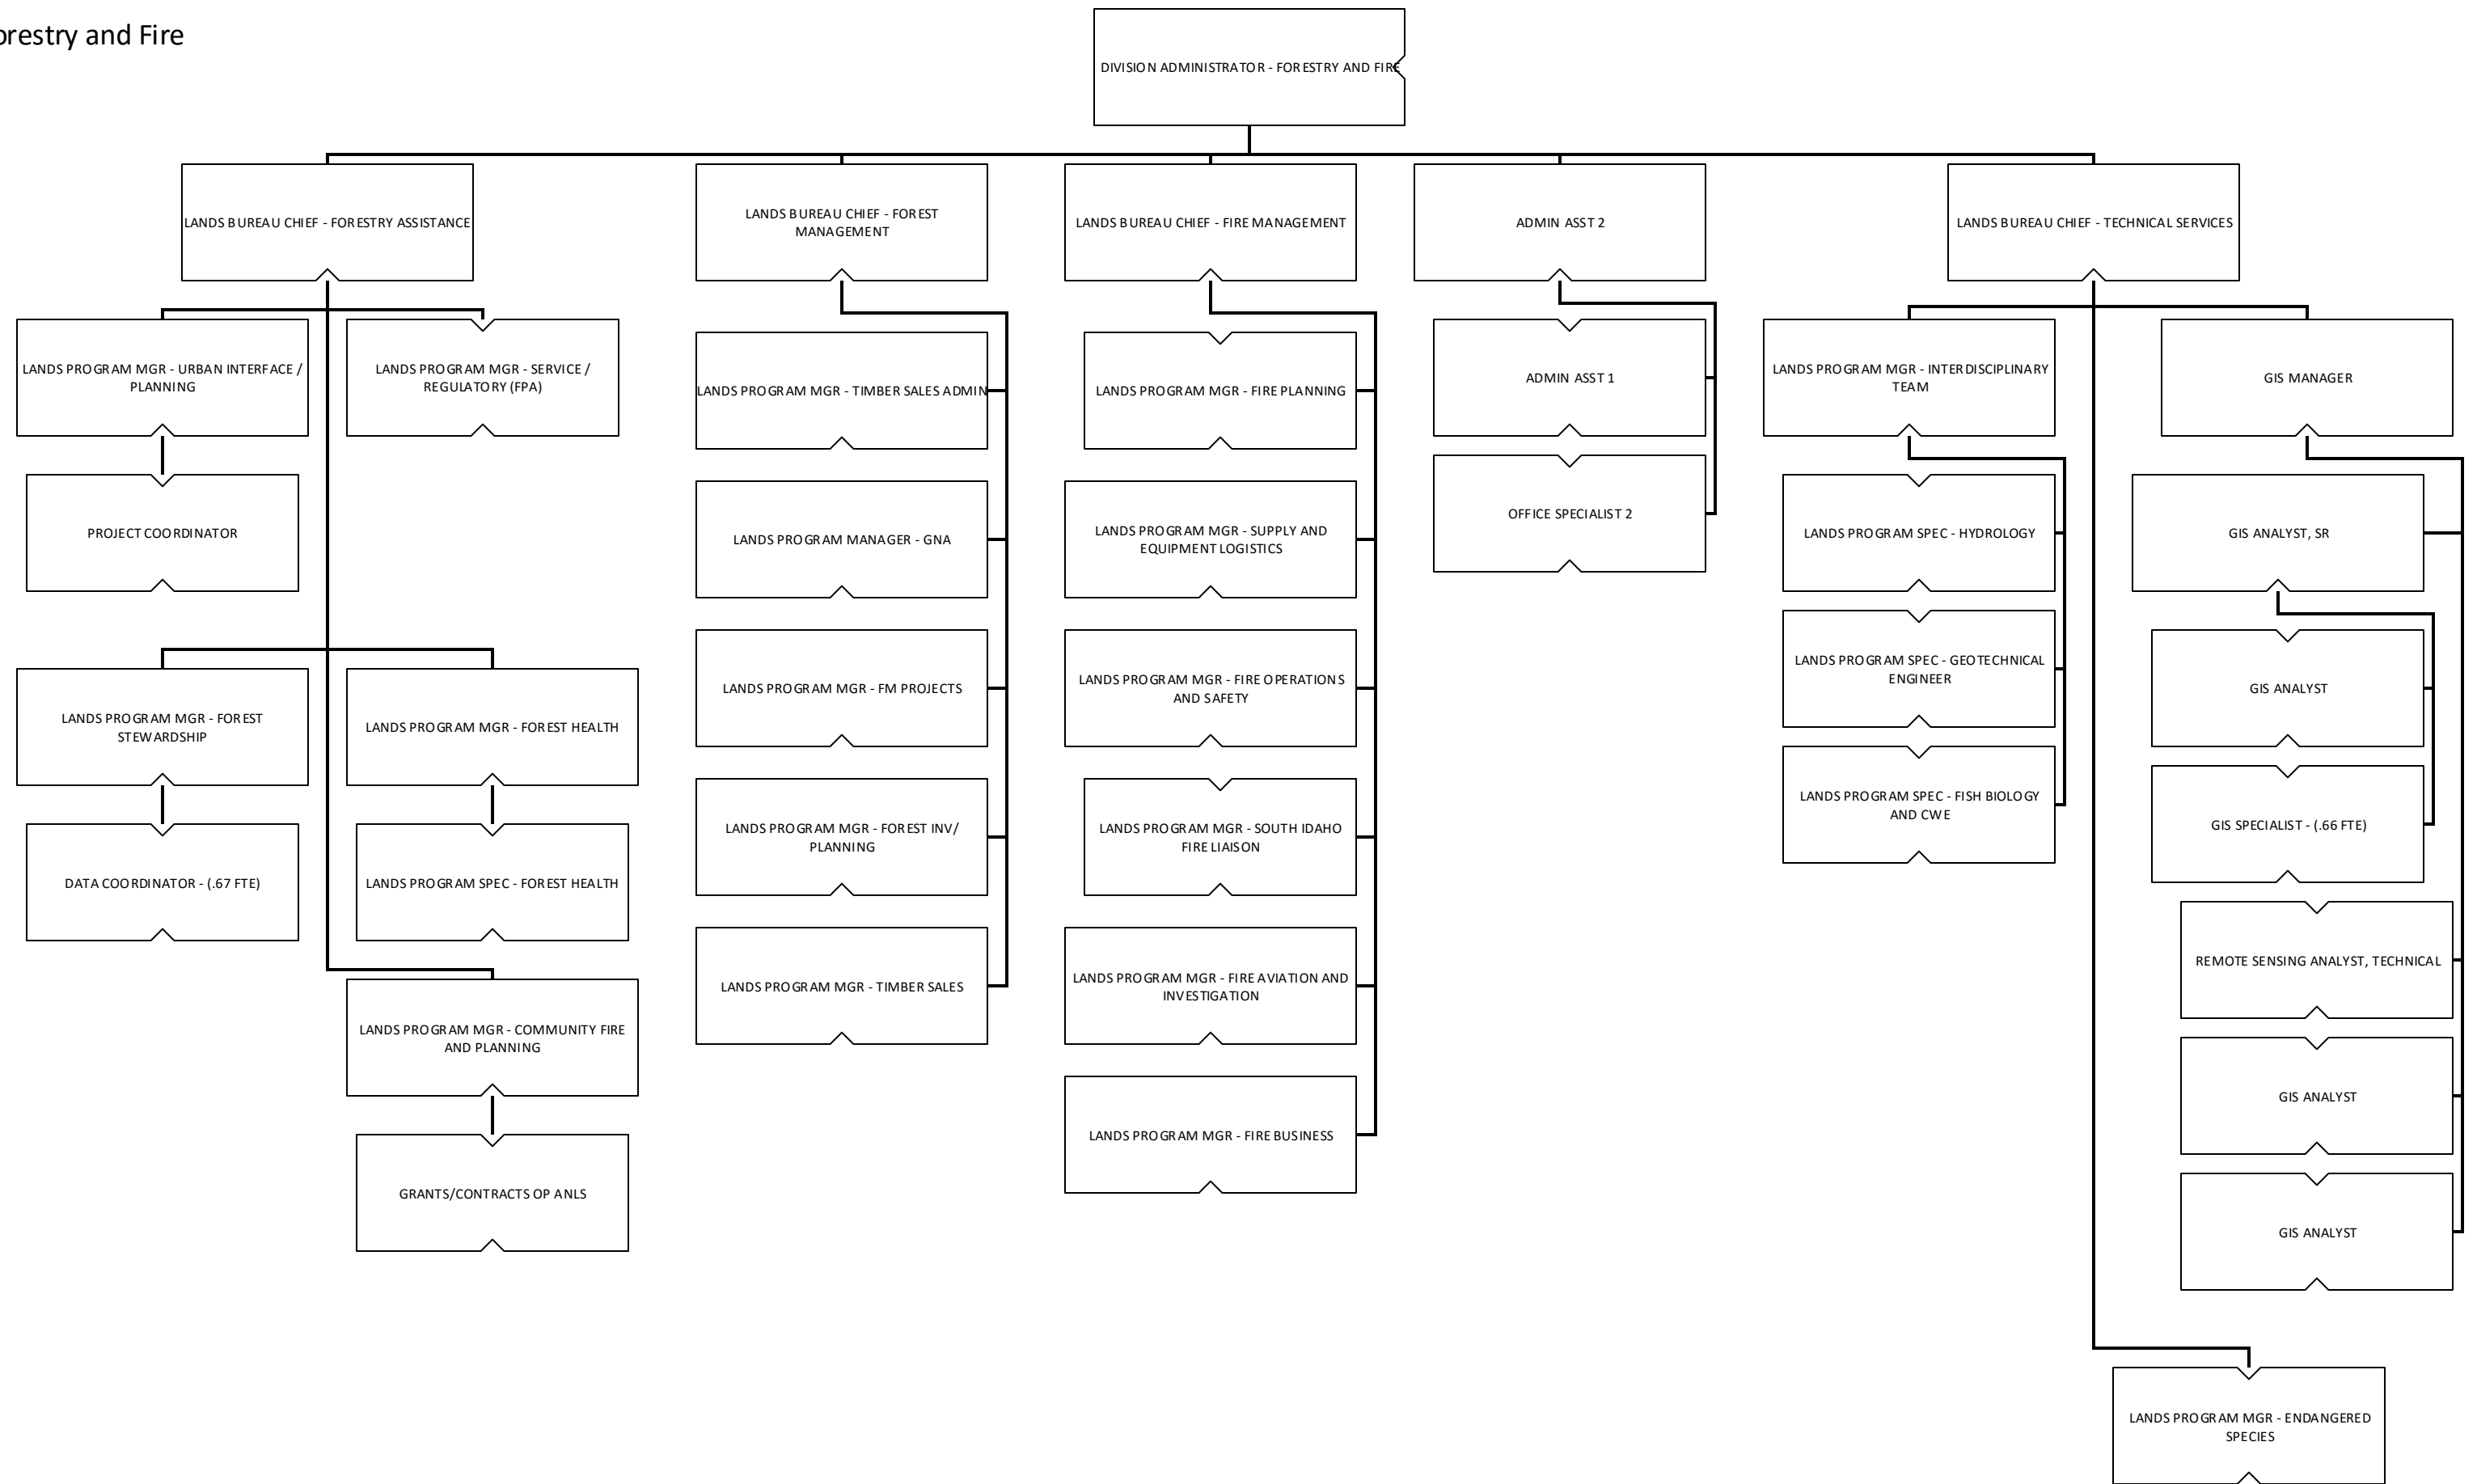 orestry and Fire
DIVISION ADMINISTRATOR - FORESTRY AND FIRE
LANDS BUREAU CHIEF - FORESTRY ASSISTANCE
LANDS BUREAU CHIEF - FOREST
MANAGEMENT
LANDS BUREAU CHIEF - FIRE MANAGEMENT
ADMIN ASST 2
LANDS BUREAU CHIEF - TECHNICAL SERVICES
LANDS PROGRAM MGR - URBAN INTERFACE /
PLANNING
LANDS PROGRAM MGR - SERVICE /
REGULATORY (FPA)
PROJECT COORDINATOR
LANDS PROGRAM MGR - FOREST
STEWARDSHIP
LANDS PROGRAM MGR - FOREST HEALTH
DATA COORDINATOR - (.67 FTE)
LANDS PROGRAM SPEC - FOREST HEALTH
LANDS PROGRAM MGR - COMMUNITY FIRE
AND PLANNING
GRANTS/CONTRACTS OP ANLS
LANDS PROGRAM MGR - TIMBER SALES ADMIN
LANDS PROGRAM MANAGER - GNA
LANDS PROGRAM MGR - FM PROJECTS
LANDS PROGRAM MGR - FOREST INV/
PLANNING
LANDS PROGRAM MGR - TIMBER SALES
LANDS PROGRAM MGR - FIRE PLANNING
LANDS PROGRAM MGR - SUPPLY AND
EQUIPMENT LOGISTICS
LANDS PROGRAM MGR - FIRE OPERATIONS
AND SAFETY
LANDS PROGRAM MGR - SOUTH IDAHO
FIRE LIAISON
LANDS PROGRAM MGR - FIRE AVIATION AND
INVESTIGATION
LANDS PROGRAM MGR - FIRE BUSINESS
ADMIN ASST 1
OFFICE SPECIALIST 2
LANDS PROGRAM MGR - INTERDISCIPLINARY
TEAM
LANDS PROGRAM SPEC - HYDROLOGY
LANDS PROGRAM SPEC - GEOTECHNICAL
ENGINEER
LANDS PROGRAM SPEC - FISH BIOLOGY
AND CWE
GIS MANAGER
GIS ANALYST, SR
GIS ANALYST
GIS SPECIALIST - (.66 FTE)
REMOTE SENSING ANALYST, TECHNICAL
GIS ANALYST
GIS ANALYST
LANDS PROGRAM MGR - ENDANGERED
SPECIES